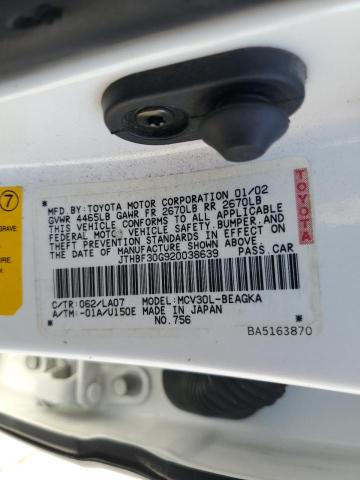 7
GRAVE
MFD. BY: TOYOTA MOTOR CORPORATION 01/02
GVWR 4465LB GAWR FR 2670LB RR 2670LB
THIS VEHICLE CONFORMS TO ALL APPLICABLE
FEDERAL MOTOR VEHICLE SAFETY, BUMPER, AND
THEFT PREVENTION STANDARDS IN EFFECT ON
THE DATE OF MANUFACTURE SHOWN ABOVE.
JTHBF30G920038639 PASS. CAR
C/TR: 062/LA07 MODEL: MCV30L-BEAGKA
A/TM: -01A/U150E MADE IN JAPAN
NO. 756
BA5163870
TOYOTA